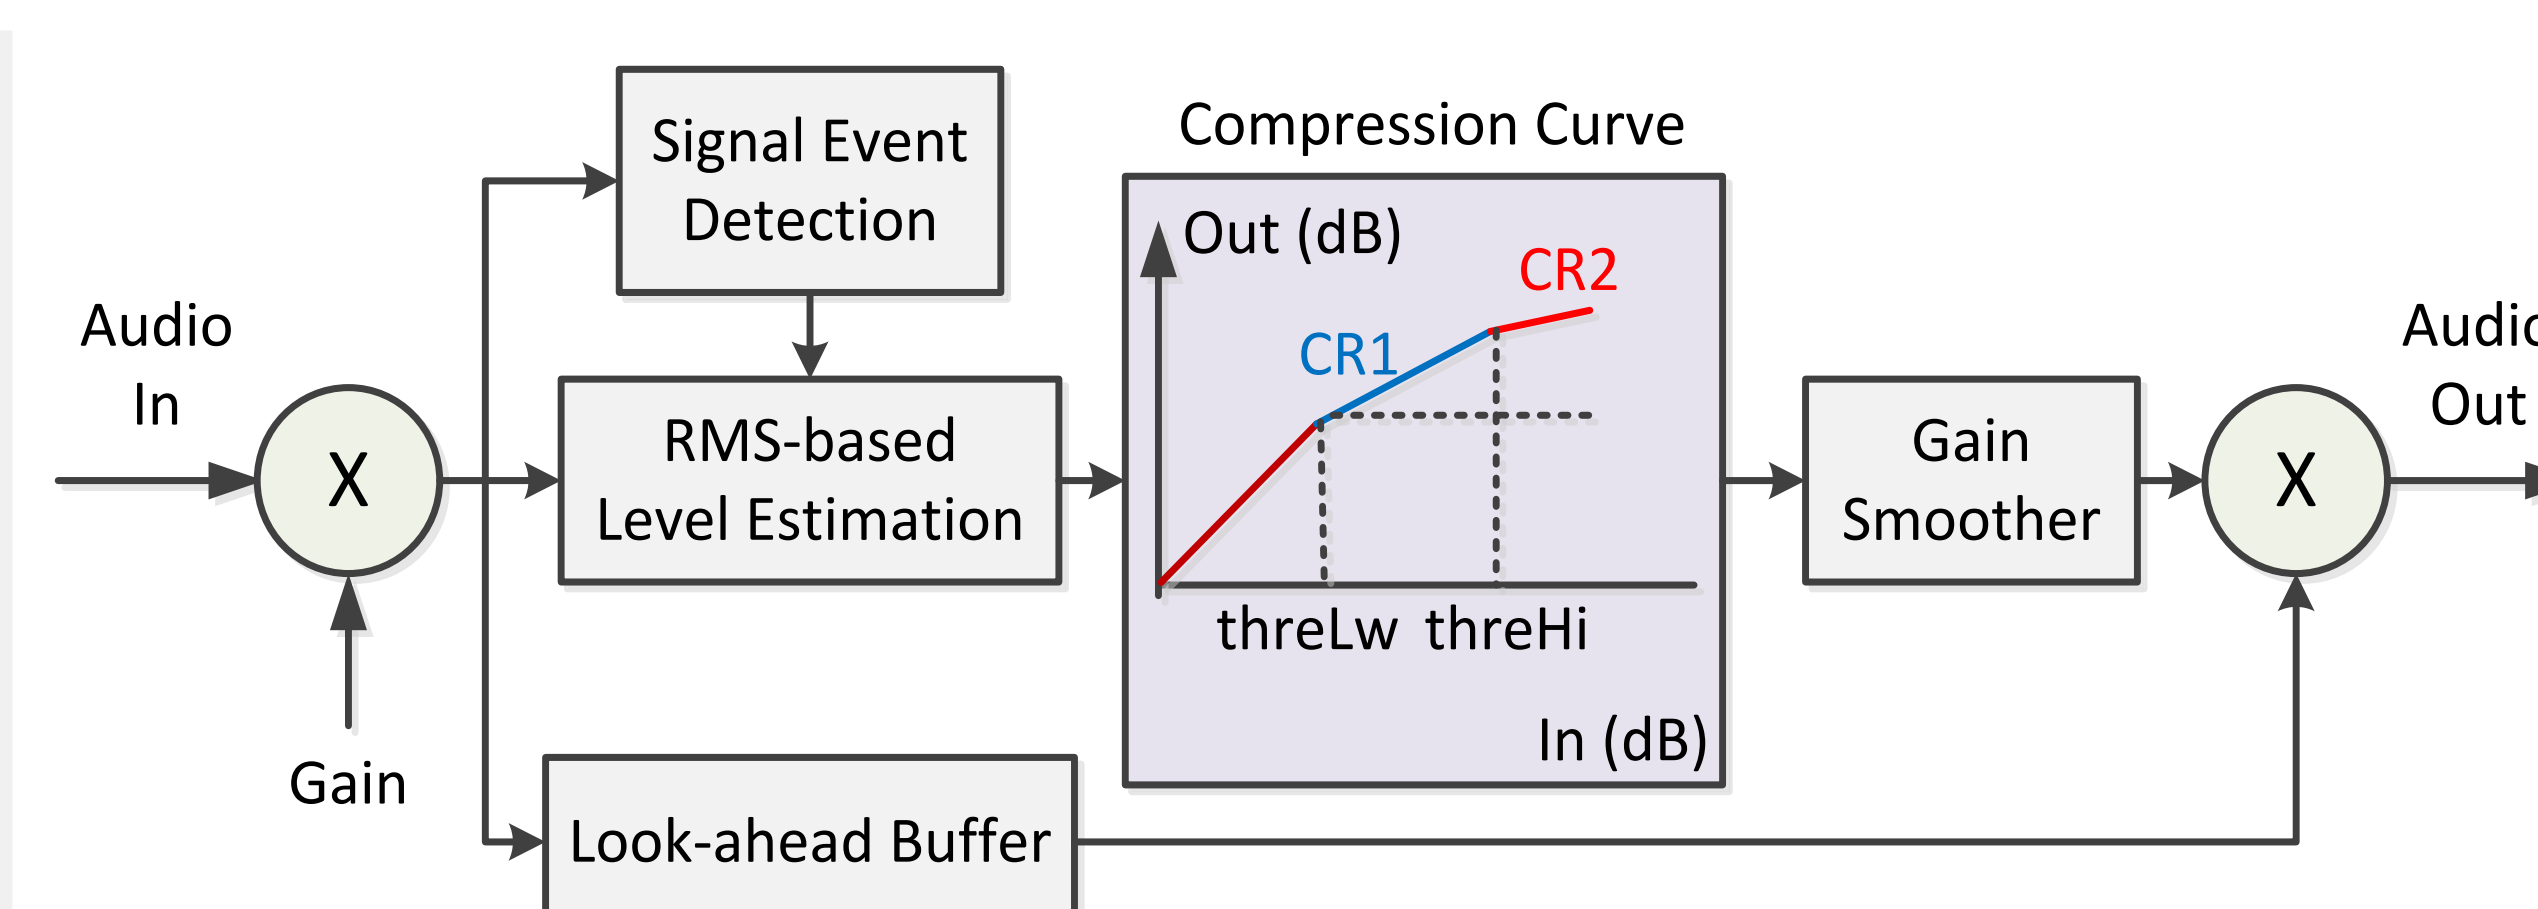 Signal Event
Detection
Compression Curve
Out (dB)
CR2
CR1
Audio
In
X
RMS-based
Level Estimation
threLw threHi
In (dB)
Gain
Smoother
X
Audio
Out
Gain
Look-ahead Buffer